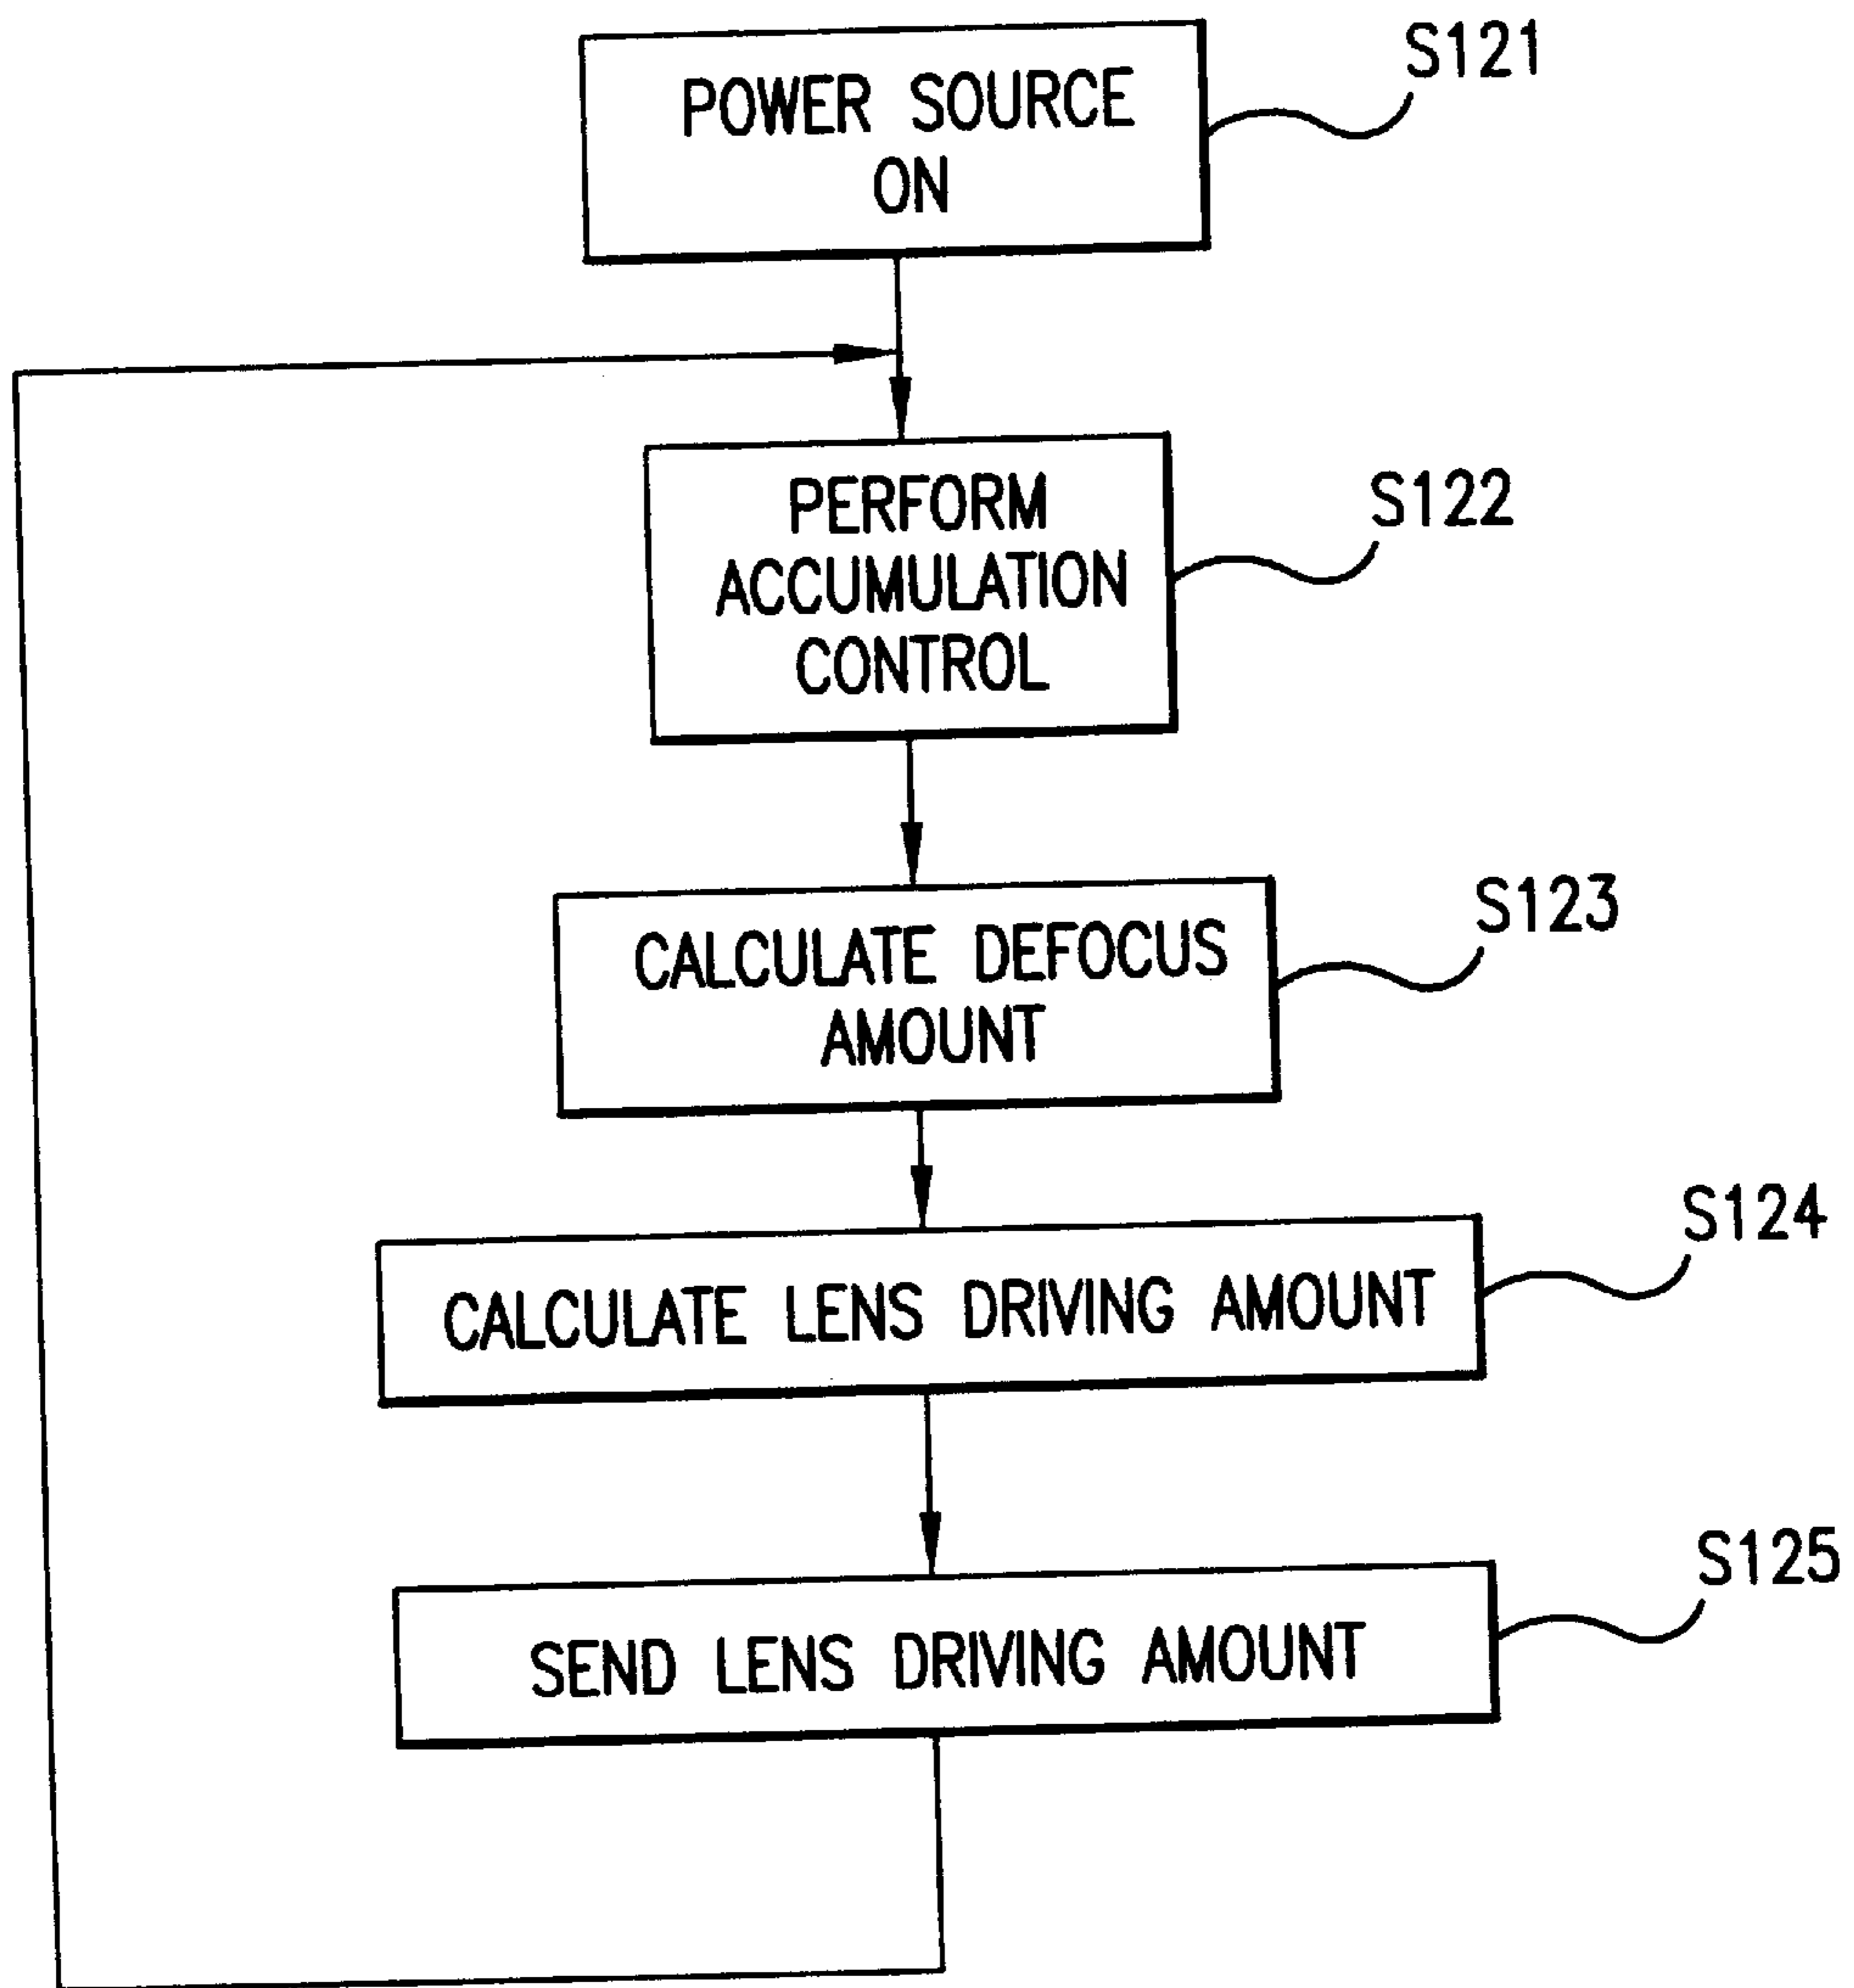 POWER SOURCE
ON
S121
PERFORM
ACCUMULATION
CONTROL
S122
CALCULATE DEFOCUS
AMOUNT
S123
CALCULATE LENS DRIVING AMOUNT
S124
SEND LENS DRIVING AMOUNT
S125